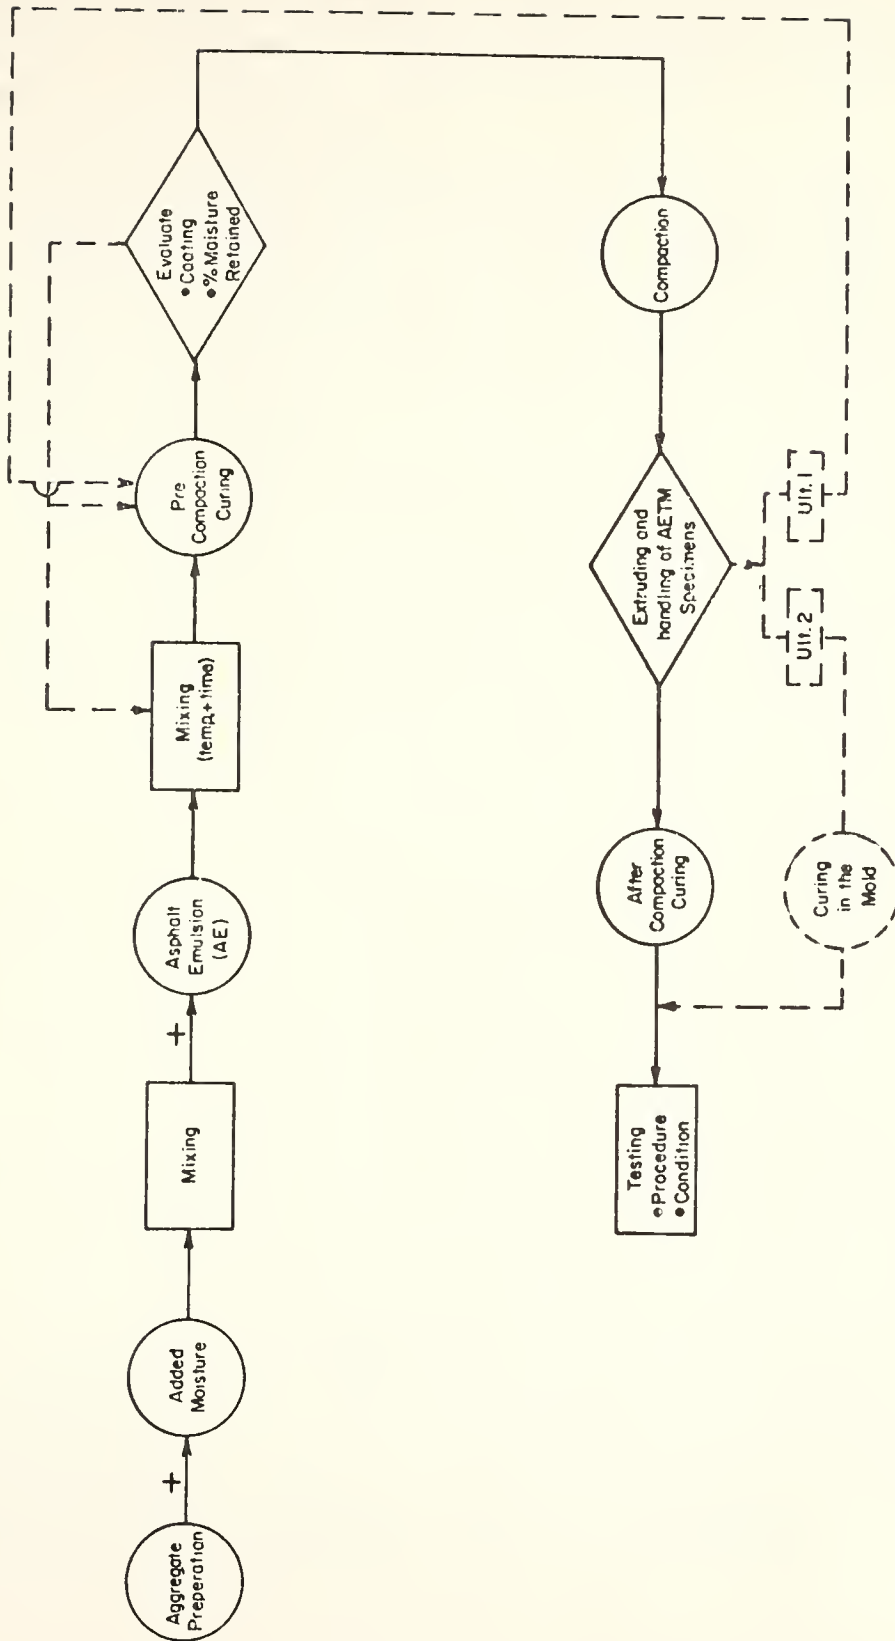 Aggregate
Preperation
+
Added
Moisture
Mixing
+
Asphalt
Emulsion
(AE)
Mixing
(temp.+time)
Pre
Compaction
Curing
Evaluate
•Coating
•%Moisture
Retained
Compaction
Extruding and
handling of AETM
Specimens
Ult. 1
Ult. 2
After
Compaction
Curing
Curing
in the
Mold
Testing
•Procedure
•Condition